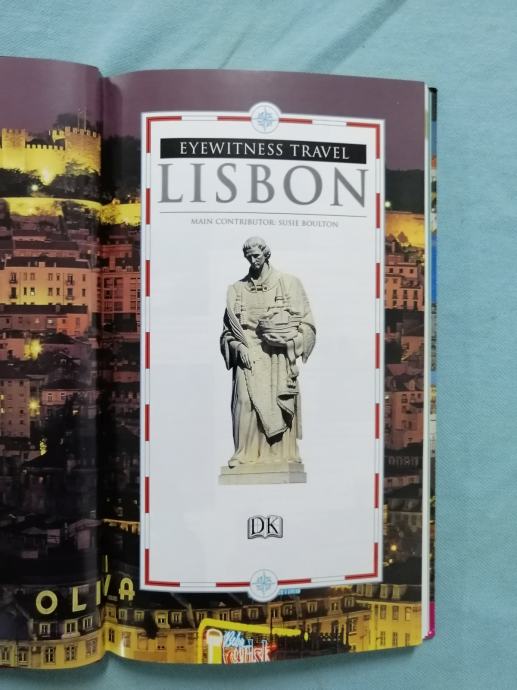 EYEWITNESS TRAVEL
LISBON
MAIN CONTRIBUTOR: SUSIE BOULTON
DK